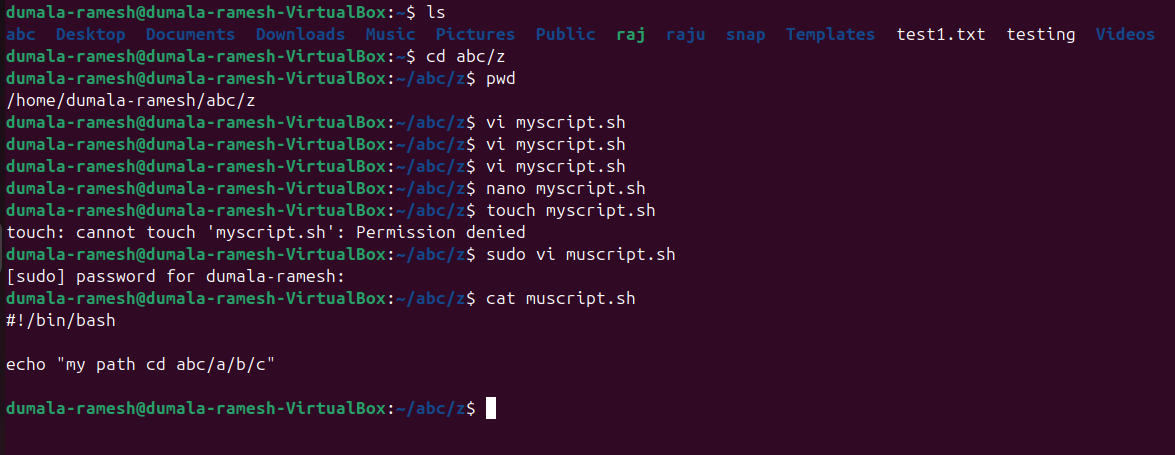 dumala-ramesh@dumala-ramesh-VirtualBox:~$ ls
abc Desktop Documents Downloads Music Pictures Public raj raju snap Templates test1.txt testing Videos
dumala-ramesh@dumala-ramesh-VirtualBox:~$ cd abc/z
dumala-ramesh@dumala-ramesh-VirtualBox:~/abc/z$ pwd
/home/dumala-ramesh/abc/z
dumala-ramesh@dumala-ramesh-VirtualBox:~/abc/z$ vi myscript.sh
dumala-ramesh@dumala-ramesh-VirtualBox:~/abc/z$ vi myscript.sh
dumala-ramesh@dumala-ramesh-VirtualBox:~/abc/z$ vi myscript.sh
dumala-ramesh@dumala-ramesh-VirtualBox:~/abc/z$ nano myscript.sh
dumala-ramesh@dumala-ramesh-VirtualBox:~/abc/z$ touch myscript.sh
touch: cannot touch 'myscript.sh': Permission denied
dumala-ramesh@dumala-ramesh-VirtualBox:~/abc/z$ sudo vi muscript.sh
[sudo] password for dumala-ramesh:
dumala-ramesh@dumala-ramesh-VirtualBox:~/abc/z$ cat muscript.sh
#!/bin/bash
echo "my path cd abc/a/b/c"
dumala-ramesh@dumala-ramesh-VirtualBox:~/abc/z$